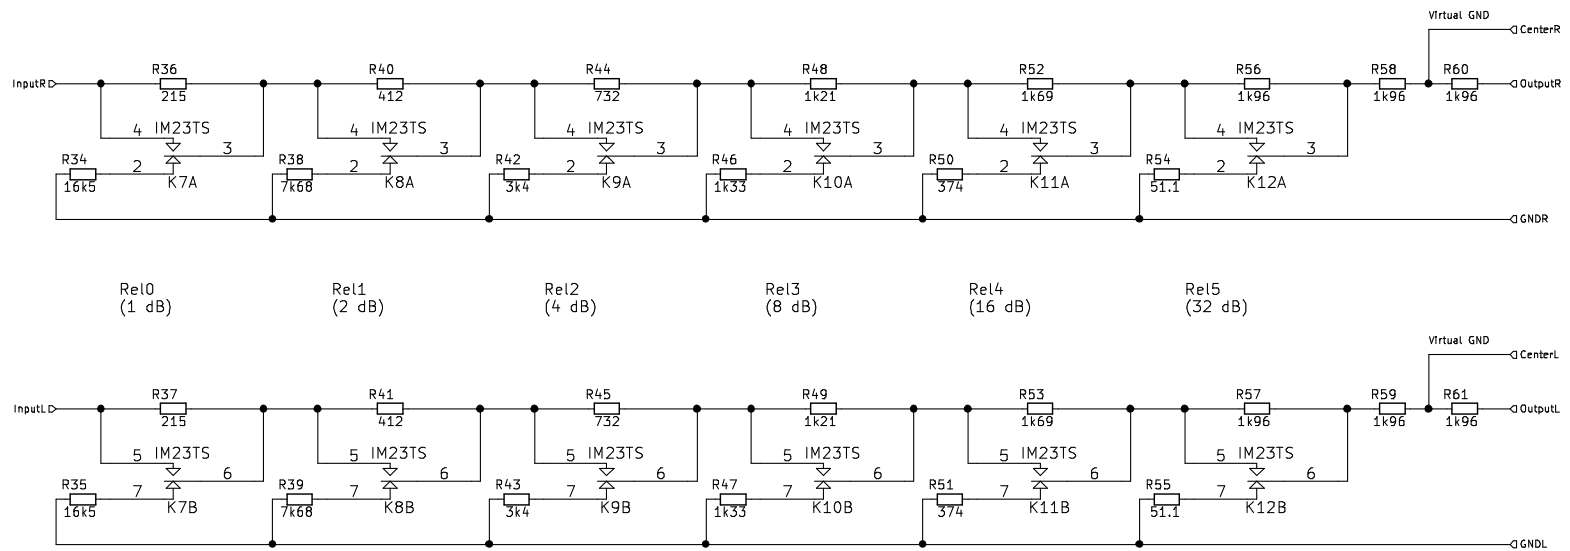 Virtual GND
CenterR
R36 R40 R44 R48 R52 R56 R58 R60
InputR OutputR
215 412 732 1k21 1k69 1k96 1k96 1k96
4 IM23TS 4 IM23TS 4 IM23TS 4 IM23TS 4 IM23TS 4 IM23TS
3 3 3 3 3 3
R34 2 R38 2 R42 2 R46 2 R50 2 R54 2
16k5 K7A 7k68 K8A 3k4 K9A 1k33 K10A 374 K11A 51.1 K12A
GNDR
Rel0 Rel1 Rel2 Rel3 Rel4 Rel5
(1 dB) (2 dB) (4 dB) (8 dB) (16 dB) (32 dB)
Virtual GND
CenterL
R37 R41 R45 R49 R53 R57 R59 R61
InputL OutputL
215 412 732 1k21 1k69 1k96 1k96 1k96
5 IM23TS 5 IM23TS 5 IM23TS 5 IM23TS 5 IM23TS 5 IM23TS
6 6 6 6 6 6
R35 7 R39 7 R43 7 R47 7 R51 7 R55 7
16k5 K7B 7k68 K8B 3k4 K9B 1k33 K10B 374 K11B 51.1 K12B
GNDL